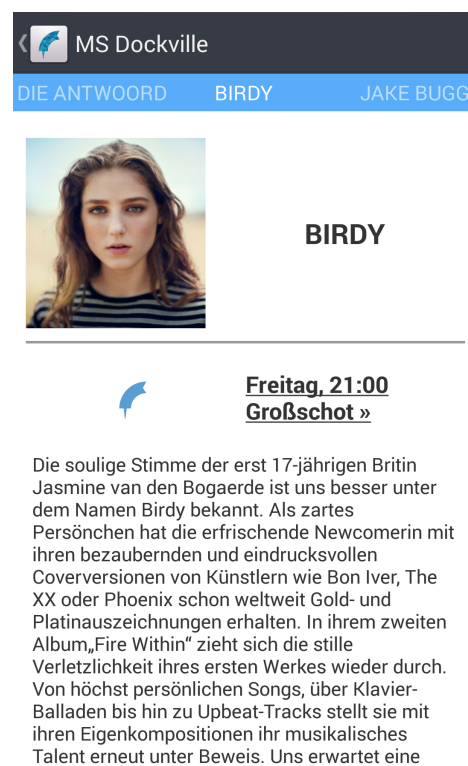 MS Dockville
DIE ANTWOORD BIRDY JAKE BUGG
BIRDY
Freitag, 21:00
Großschot »
Die soulige Stimme der erst 17-jährigen Britin
Jasmine van den Bogaerde ist uns besser unter
dem Namen Birdy bekannt. Als zartes
Persönchen hat die erfrischende Newcomerin mit
ihren bezaubernden und eindrucksvollen
Coverversionen von Künstlern wie Bon Iver, The
XX oder Phoenix schon weltweit Gold- und
Platinauszeichnungen erhalten. In ihrem zweiten
Album„Fire Within“ zieht sich die stille
Verletzlichkeit ihres ersten Werkes wieder durch.
Von höchst persönlichen Songs, über Klavier-
Balladen bis hin zu Upbeat-Tracks stellt sie mit
ihren Eigenkompositionen ihr musikalisches
Talent erneut unter Beweis. Uns erwartet eine